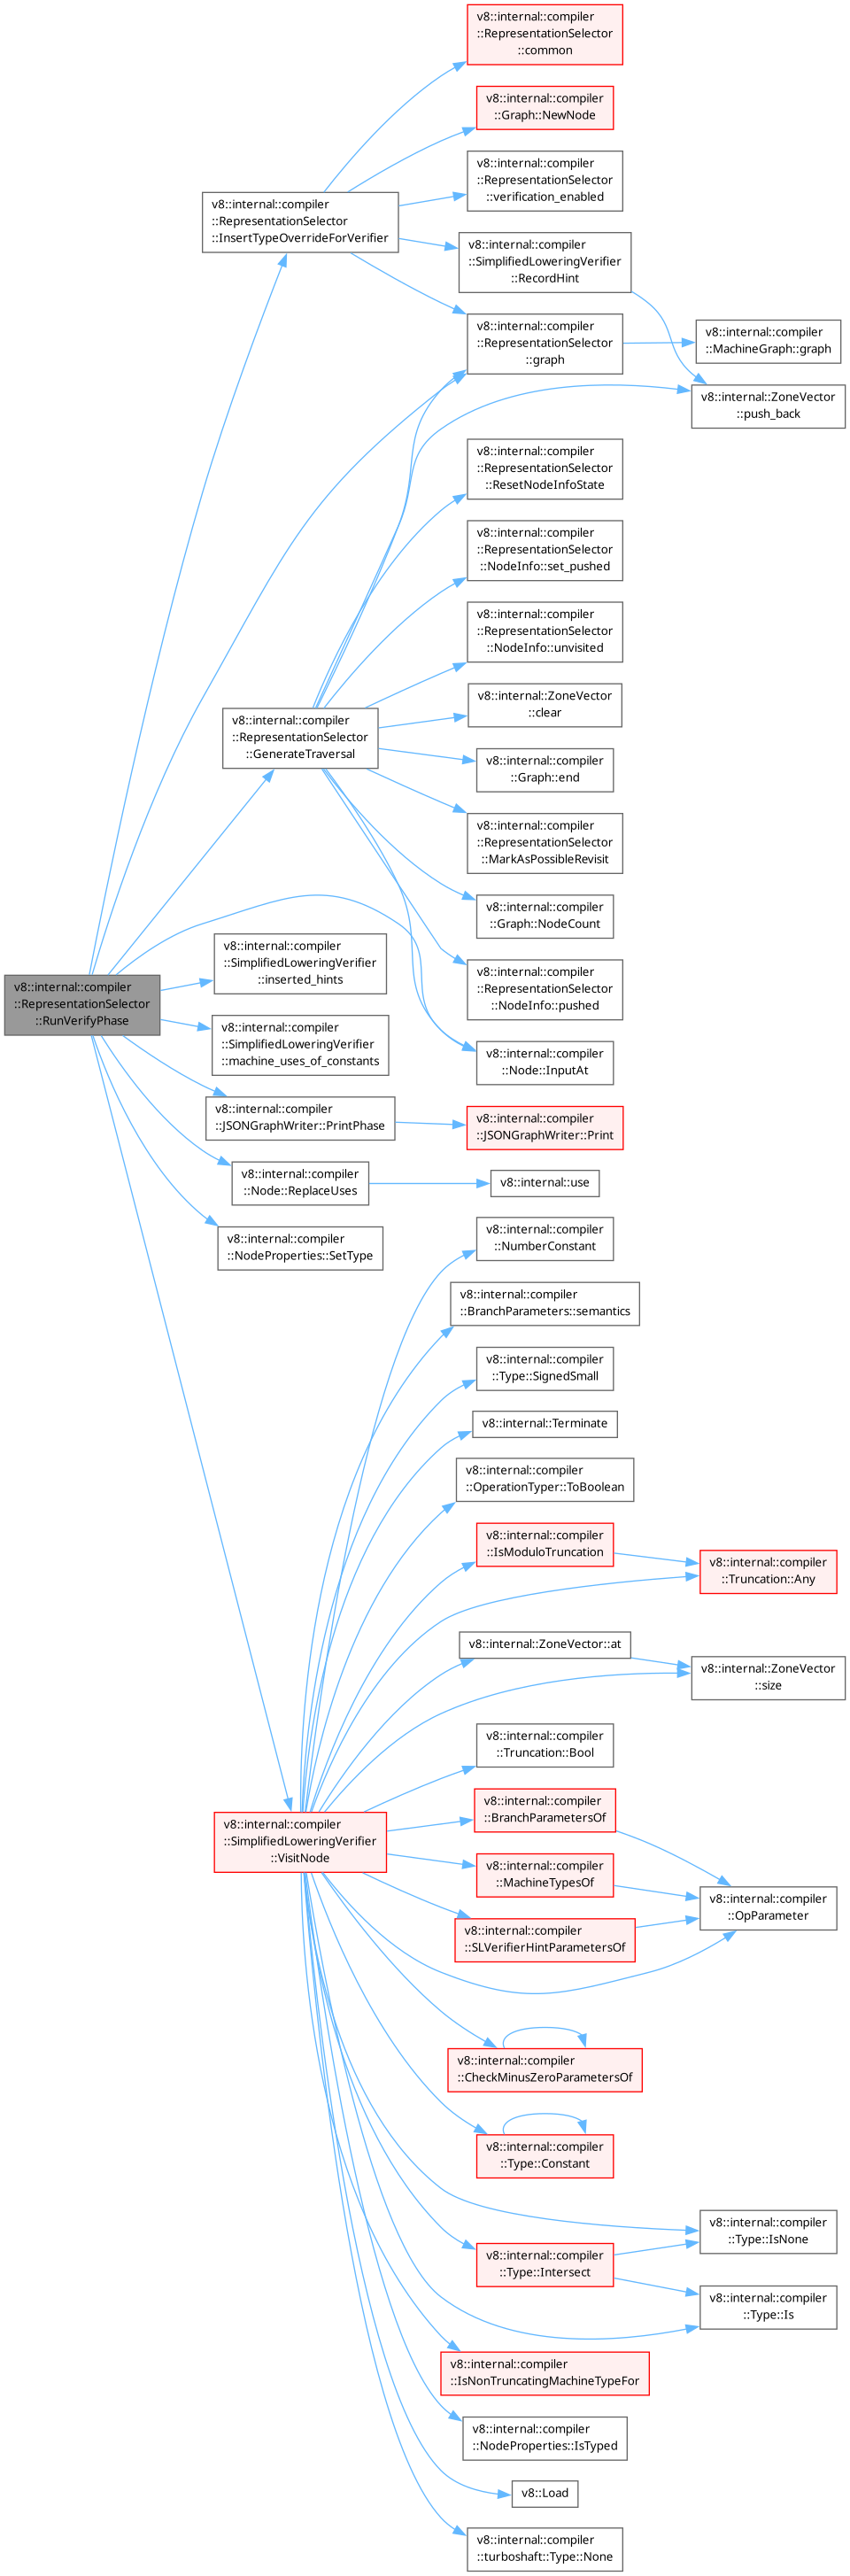 v8::internal::compiler
::RepresentationSelector
::common
v8::internal::compiler
::Graph::NewNode
v8::internal::compiler
::RepresentationSelector
::verification_enabled
v8::internal::compiler
::RepresentationSelector
::InsertTypeOverrideForVerifier
v8::internal::compiler
::SimplifiedLoweringVerifier
::RecordHint
v8::internal::compiler
::RepresentationSelector
::graph
v8::internal::compiler
::MachineGraph::graph
v8::internal::ZoneVector
::push_back
v8::internal::compiler
::RepresentationSelector
::ResetNodeInfoState
v8::internal::compiler
::RepresentationSelector
::NodeInfo::set_pushed
v8::internal::compiler
::RepresentationSelector
::NodeInfo::unvisited
v8::internal::ZoneVector
::clear
v8::internal::compiler
::RepresentationSelector
::GenerateTraversal
v8::internal::compiler
::Graph::end
v8::internal::compiler
::RepresentationSelector
::MarkAsPossibleRevisit
v8::internal::compiler
::Graph::NodeCount
v8::internal::compiler
::RepresentationSelector
::NodeInfo::pushed
v8::internal::compiler
::Node::InputAt
v8::internal::compiler
::RepresentationSelector
::RunVerifyPhase
v8::internal::compiler
::SimplifiedLoweringVerifier
::inserted_hints
v8::internal::compiler
::SimplifiedLoweringVerifier
::machine_uses_of_constants
v8::internal::compiler
::JSONGraphWriter::PrintPhase
v8::internal::compiler
::JSONGraphWriter::Print
v8::internal::compiler
::Node::ReplaceUses
v8::internal::use
v8::internal::compiler
::NodeProperties::SetType
v8::internal::compiler
::NumberConstant
v8::internal::compiler
::BranchParameters::semantics
v8::internal::compiler
::Type::SignedSmall
v8::internal::Terminate
v8::internal::compiler
::OperationTyper::ToBoolean
v8::internal::compiler
::IsModuloTruncation
v8::internal::compiler
::Truncation::Any
v8::internal::ZoneVector::at
v8::internal::ZoneVector
::size
v8::internal::compiler
::Truncation::Bool
v8::internal::compiler
::SimplifiedLoweringVerifier
::VisitNode
v8::internal::compiler
::BranchParametersOf
v8::internal::compiler
::MachineTypesOf
v8::internal::compiler
::SLVerifierHintParametersOf
v8::internal::compiler
::OpParameter
v8::internal::compiler
::CheckMinusZeroParametersOf
v8::internal::compiler
::Type::Constant
v8::internal::compiler
::Type::IsNone
v8::internal::compiler
::Type::Intersect
v8::internal::compiler
::Type::Is
v8::internal::compiler
::IsNonTruncatingMachineTypeFor
v8::internal::compiler
::NodeProperties::IsTyped
v8::Load
v8::internal::compiler
::turboshaft::Type::None